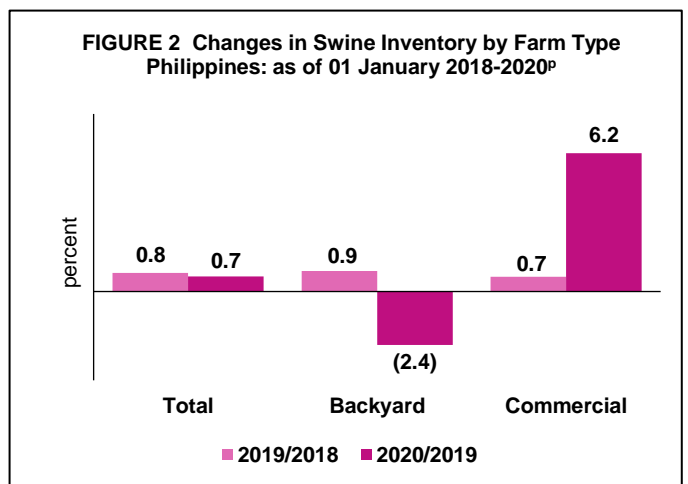 FIGURE 2 Changes in Swine Inventory by Farm Type
Philippines: as of 01 January 2018-2020ᵖ
6.2
0.8
0.7
0.9
0.7
percent
(2.4)
Total
Backyard
Commercial
2019/2018
2020/2019